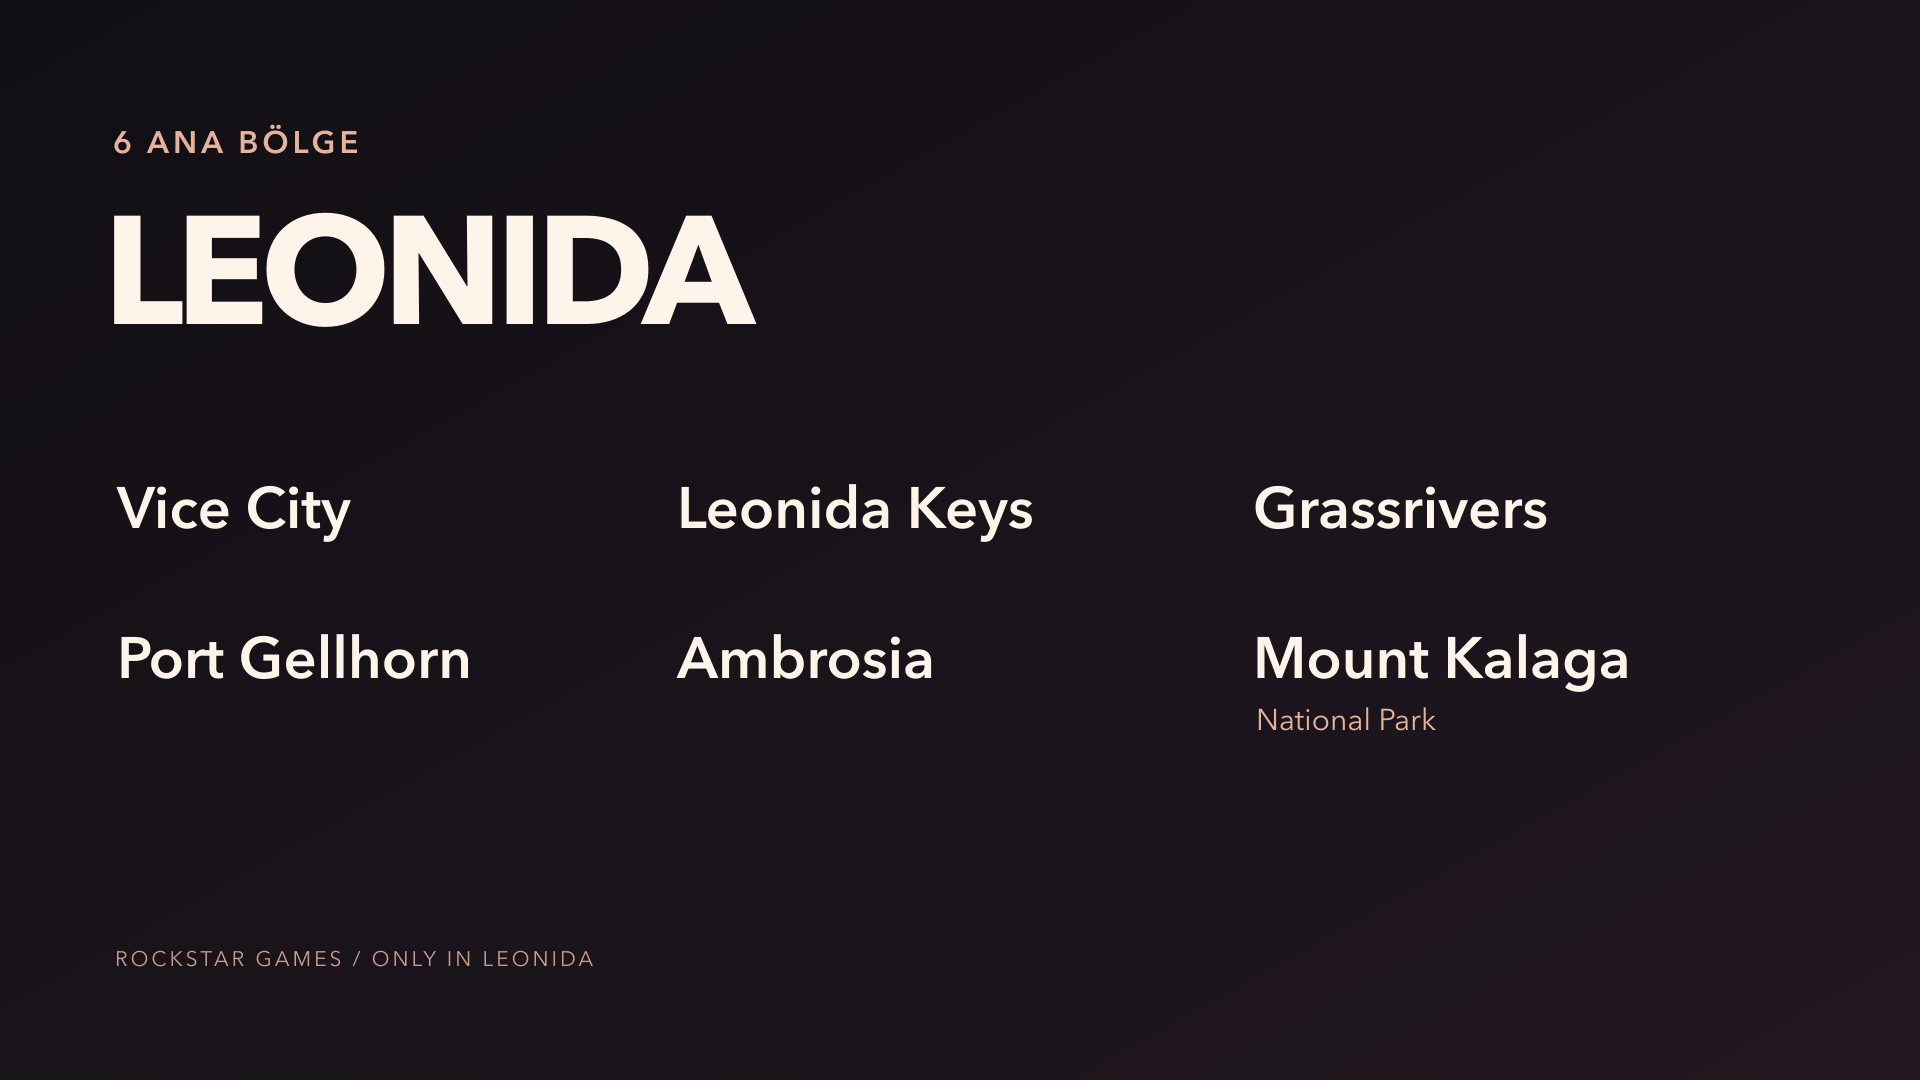 6 ANA BÖLGE
LEONIDA
Vice City
Leonida Keys
Grassrivers
Port Gellhorn
Ambrosia
Mount Kalaga
National Park
ROCKSTAR GAMES / ONLY IN LEONIDA